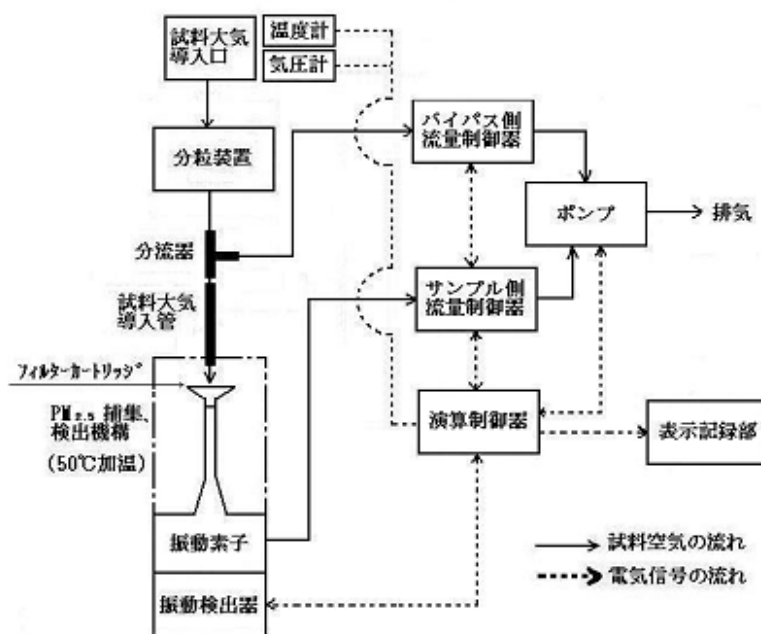 試料大気
導入口
温度計
気圧計
分粒装置
バイパス側
流量制御器
ポンプ
排気
分流器
試料大気
導入管
サンプル側
流量制御器
フィルターカートリッジ
PM2.5 捕集、
検出機構
(50℃加温)
演算制御器
表示記録部
振動素子
振動検出器
試料空気の流れ
電気信号の流れ